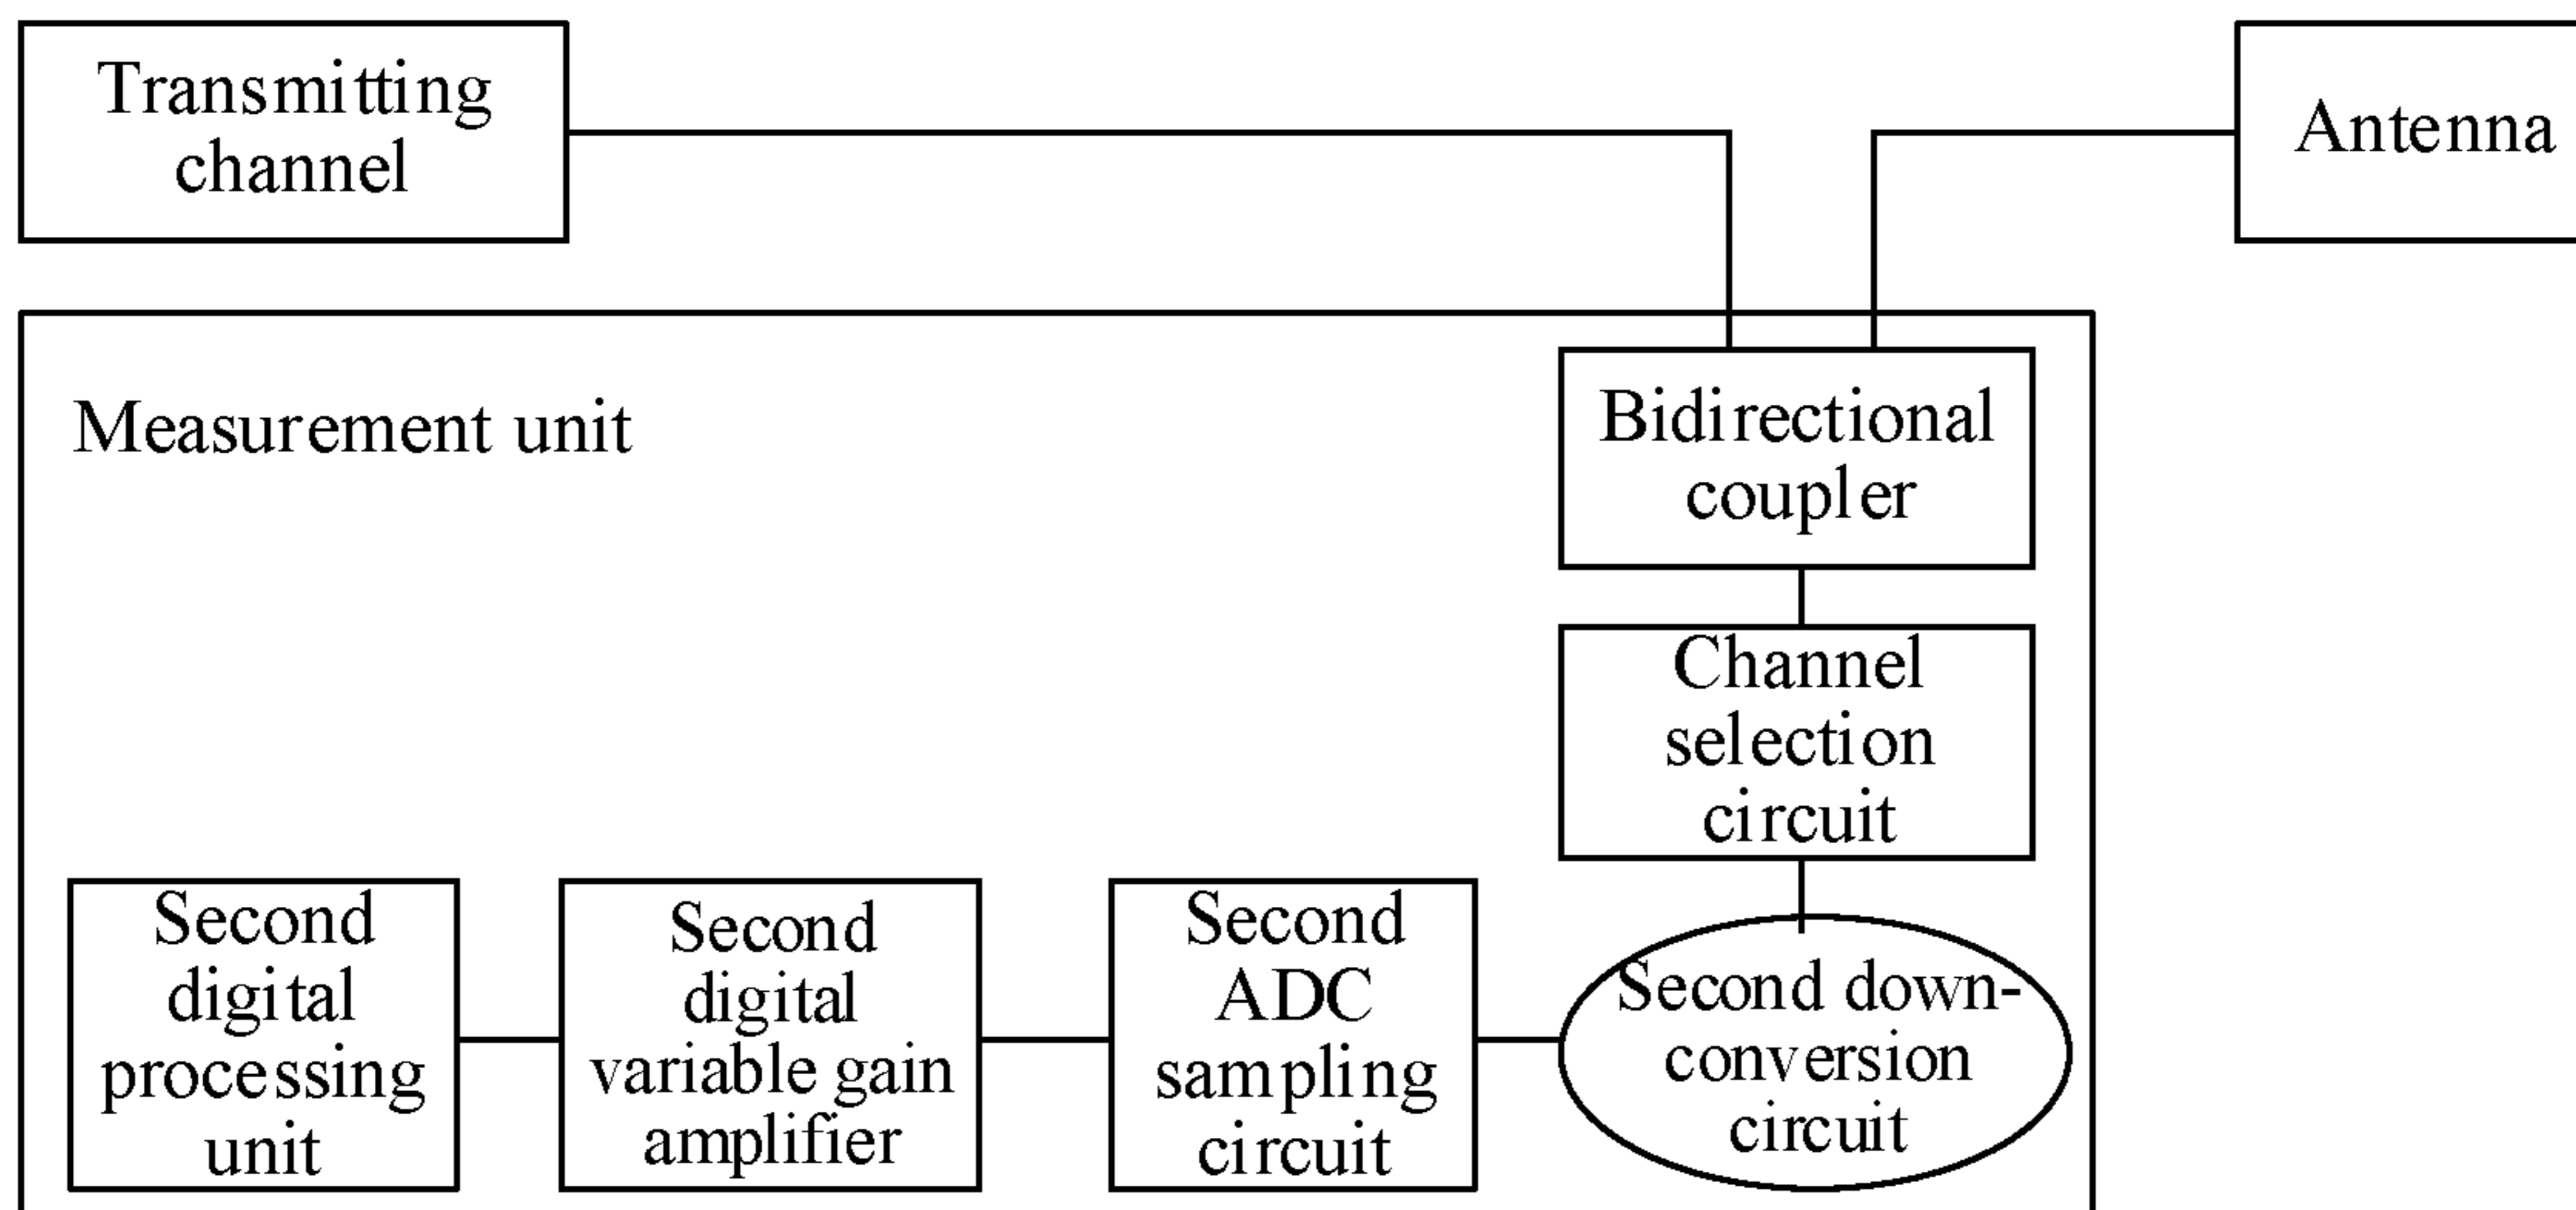 Transmitting
channel
Antenna
Measurement unit
Bidirectional
coupler
Channel
selection
circuit
Second
digital
processing
unit
Second
digital
variable gain
amplifier
Second
ADC
sampling
circuit
Second down-
conversion
circuit